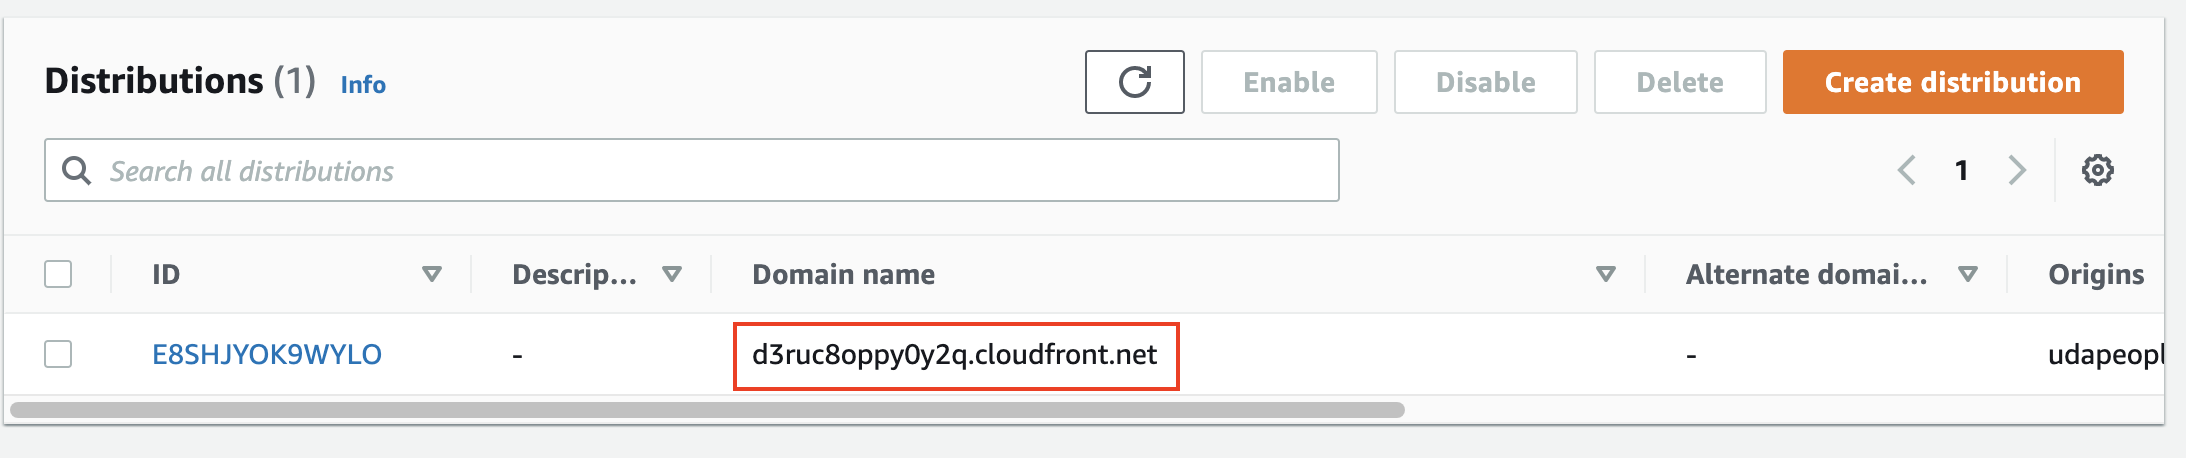 Distributions (1) Info Enable Disable Delete Create distribution
Search all distributions 1
ID Descrip... Domain name Alternate domai... Origins
E8SHJYOK9WYLO - d3ruc8oppy0y2q.cloudfront.net - udapeopl